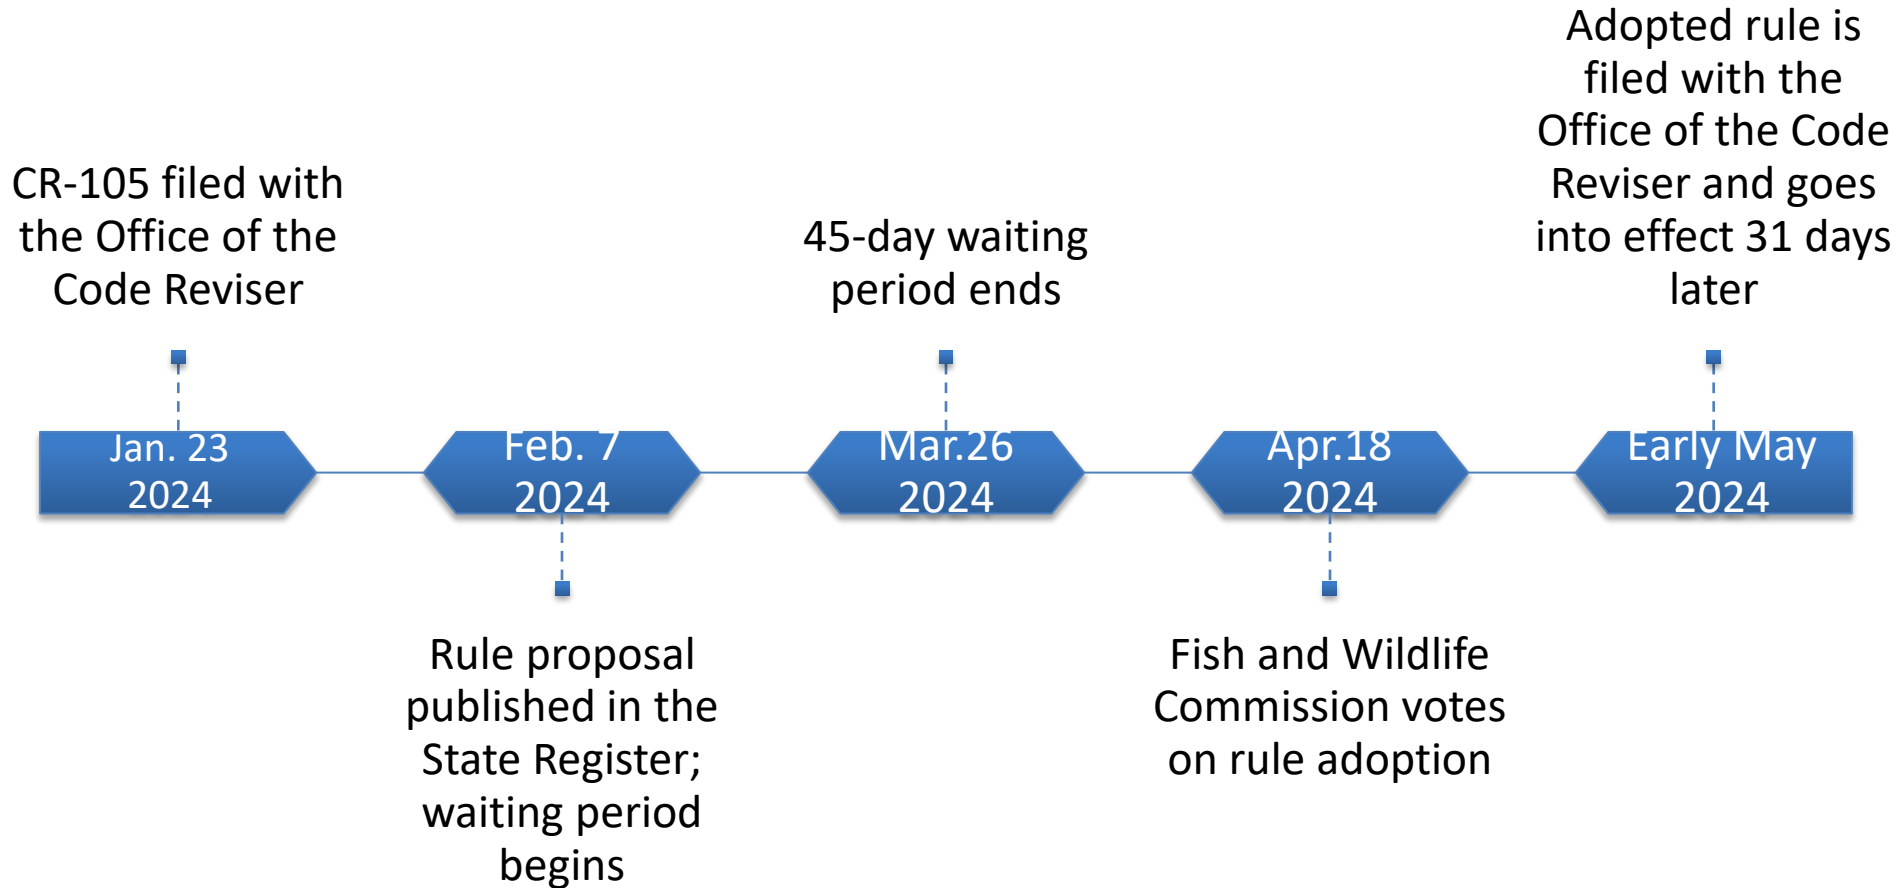 CR-105 filed with
the Office of the
Code Reviser
Jan. 23
2024
Feb. 7
2024
Rule proposal
published in the
State Register;
waiting period
begins
45-day waiting
period ends
Mar.26
2024
Apr.18
2024
Fish and Wildlife
Commission votes
on rule adoption
Adopted rule is
filed with the
Office of the Code
Reviser and goes
into effect 31 days
later
Early May
2024